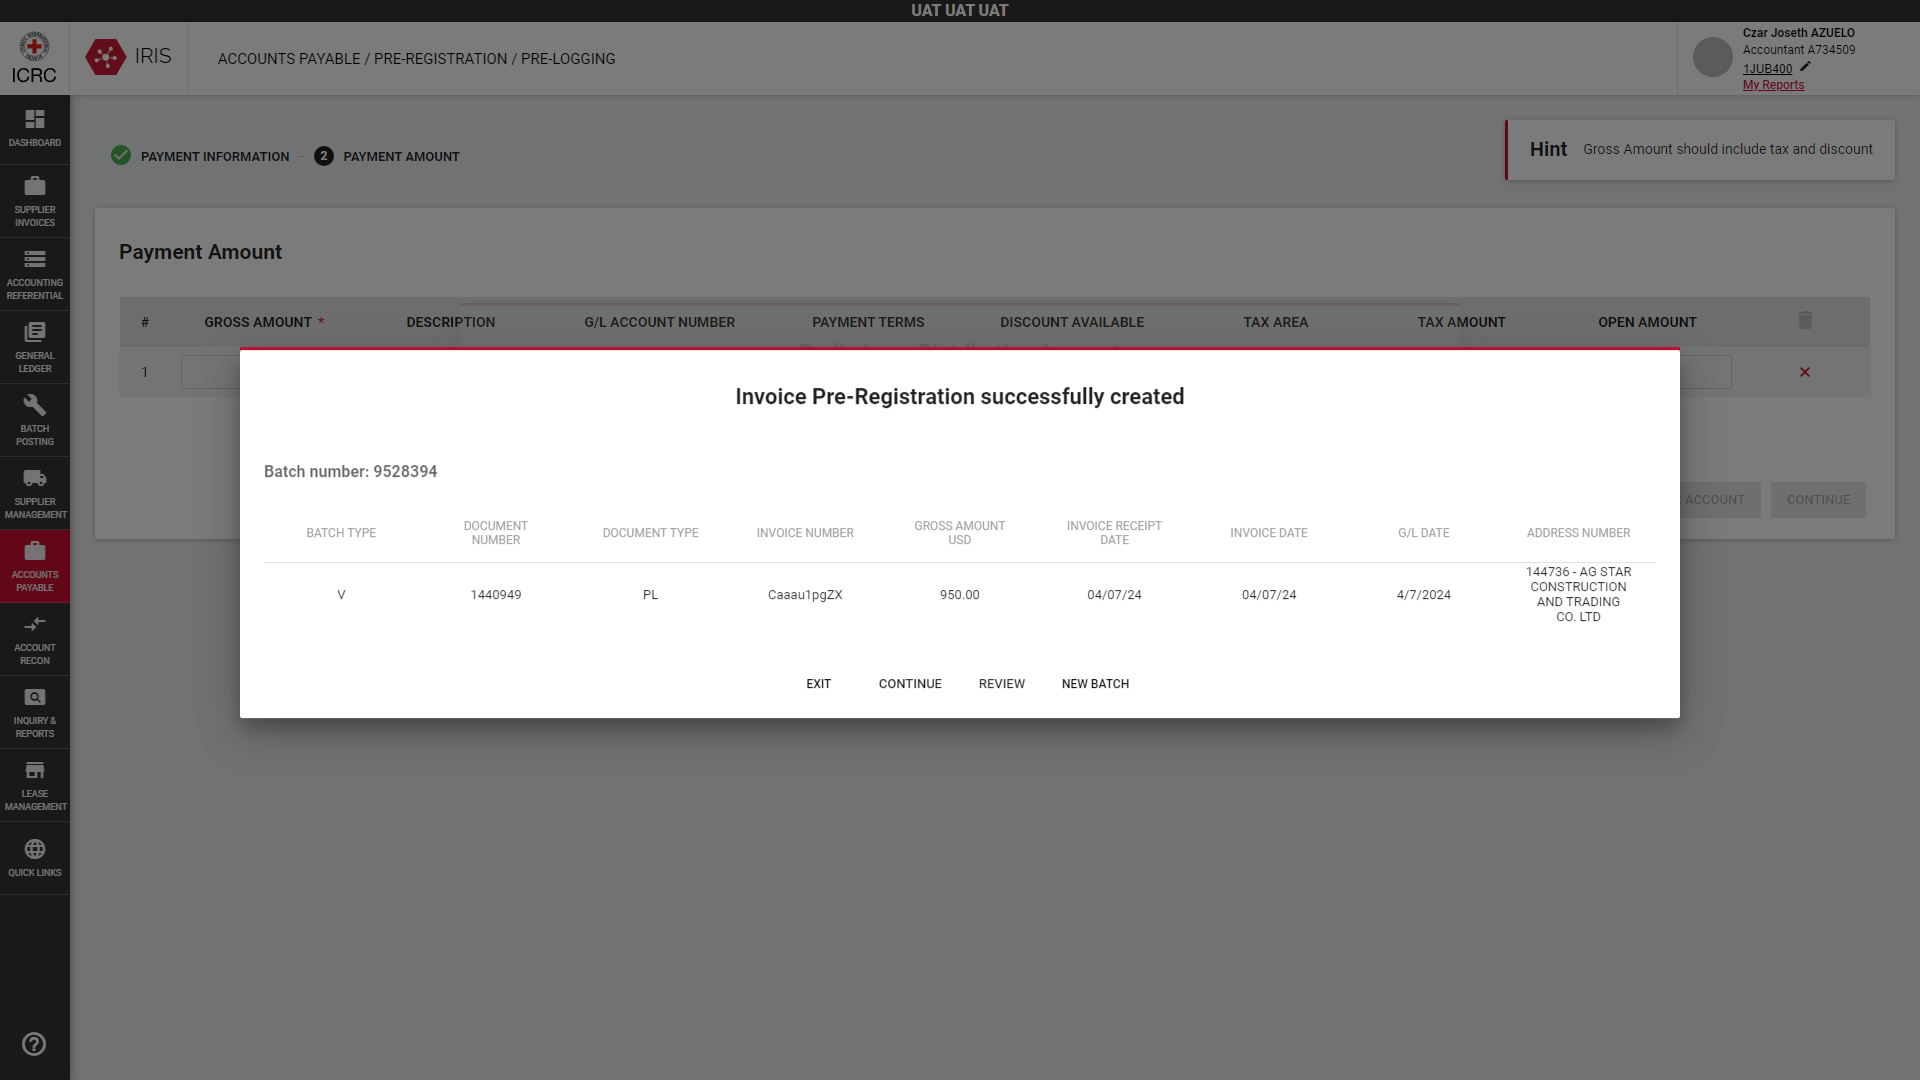 UAT UAT UAT
ICRC
IRIS
ACCOUNTS PAYABLE / PRE-REGISTRATION / PRE-LOGGING
Czar Joseth AZUELO
Accountant A734509
1JUB400
My Reports
DASHBOARD
SUPPLIER
INVOICES
ACCOUNTING
REFERENTIAL
GENERAL
LEDGER
BATCH
POSTING
SUPPLIER
MANAGEMENT
ACCOUNTS
PAYABLE
ACCOUNT
RECON
INQUIRY &
REPORTS
LEASE
MANAGEMENT
QUICK LINKS
PAYMENT INFORMATION
2 PAYMENT AMOUNT
Hint Gross Amount should include tax and discount
Payment Amount
# GROSS AMOUNT * DESCRIPTION G/L ACCOUNT NUMBER PAYMENT TERMS DISCOUNT AVAILABLE TAX AREA TAX AMOUNT OPEN AMOUNT
1
ACCOUNT CONTINUE
Invoice Pre-Registration successfully created
Batch number: 9528394
BATCH TYPE DOCUMENT NUMBER DOCUMENT TYPE INVOICE NUMBER GROSS AMOUNT USD INVOICE RECEIPT DATE INVOICE DATE G/L DATE ADDRESS NUMBER
V 1440949 PL Caaau1pgZX 950.00 04/07/24 04/07/24 4/7/2024 144736 - AG STAR CONSTRUCTION AND TRADING CO. LTD
EXIT CONTINUE REVIEW NEW BATCH